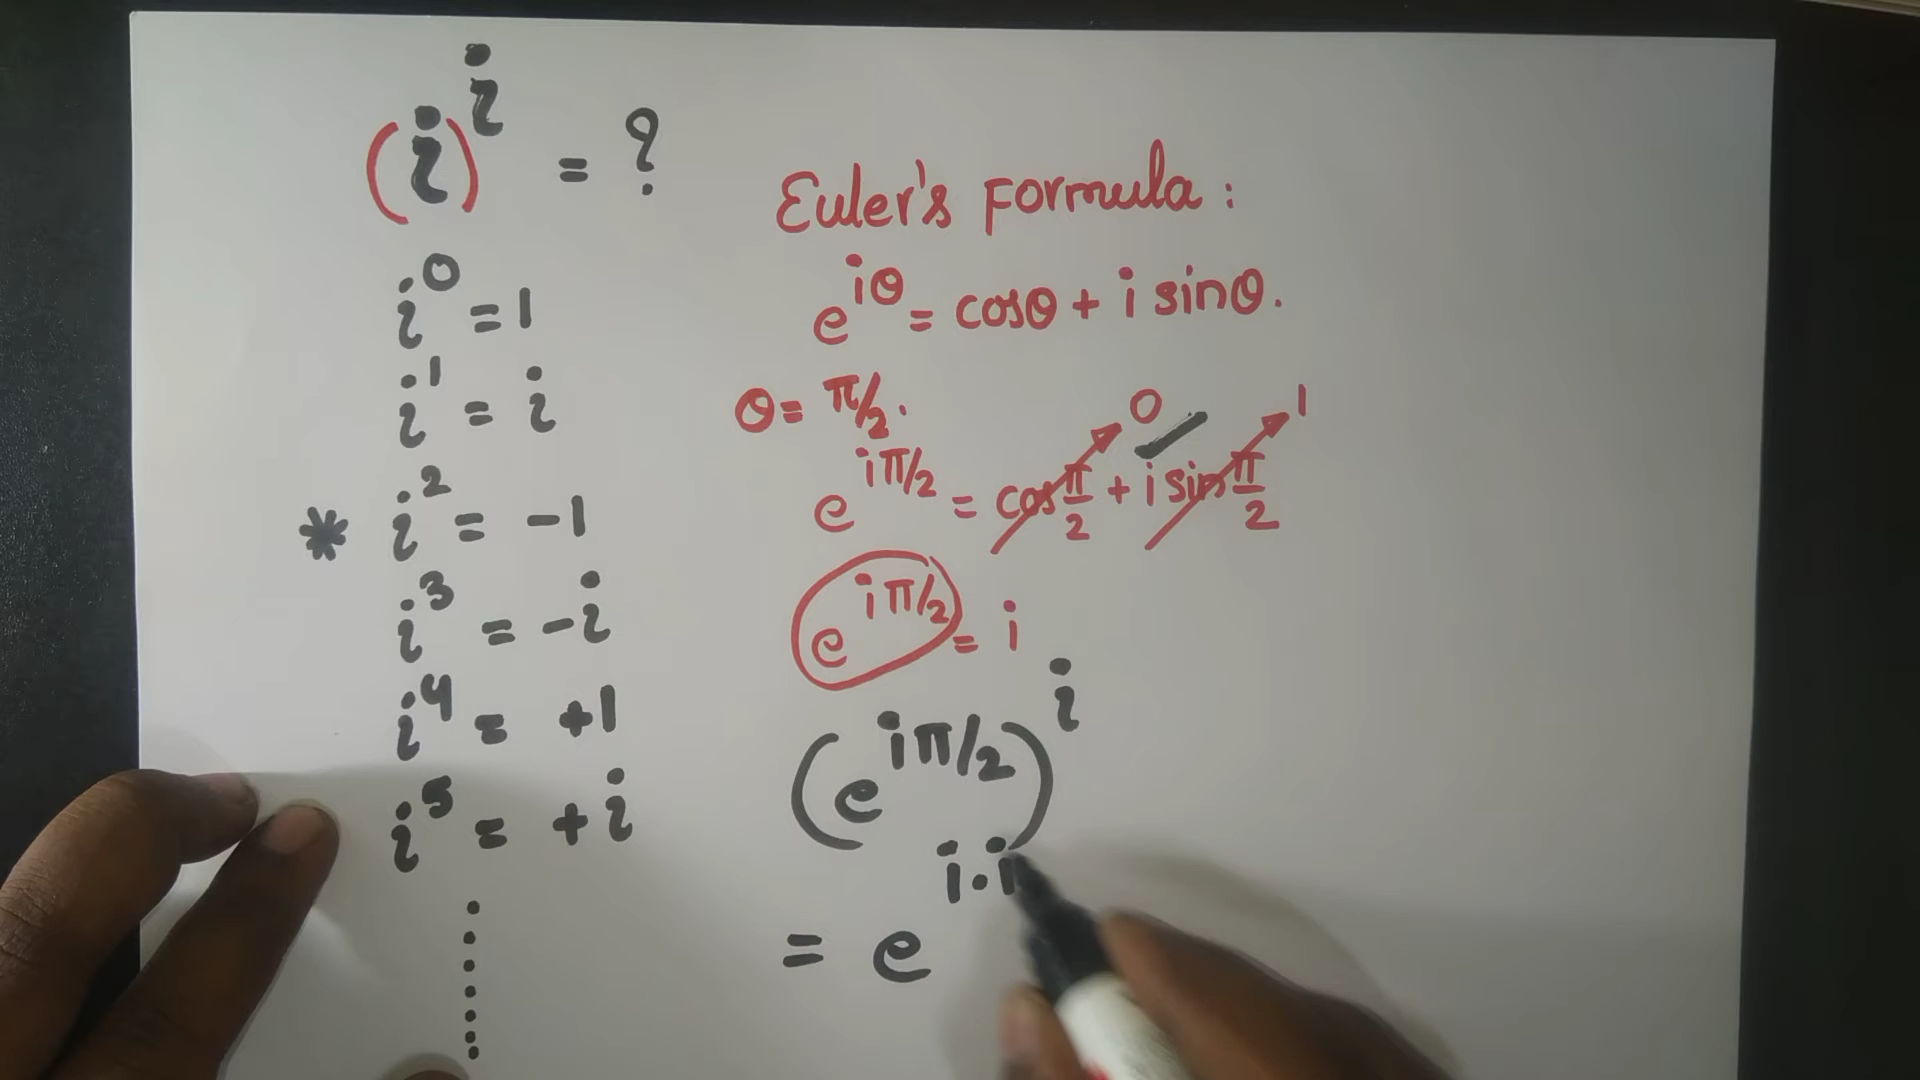 (i)^i = ?
i^0 = 1
i^1 = i
* i^2 = -1
i^3 = -i
i^4 = +1
i^5 = +i
Euler's Formula :
e^iθ = cosθ + i sinθ.
θ = π/2.
0 1
e^iπ/2 = cos π/2 + i sin π/2
e^iπ/2 = i
(e^iπ/2)^i
= e^i·i